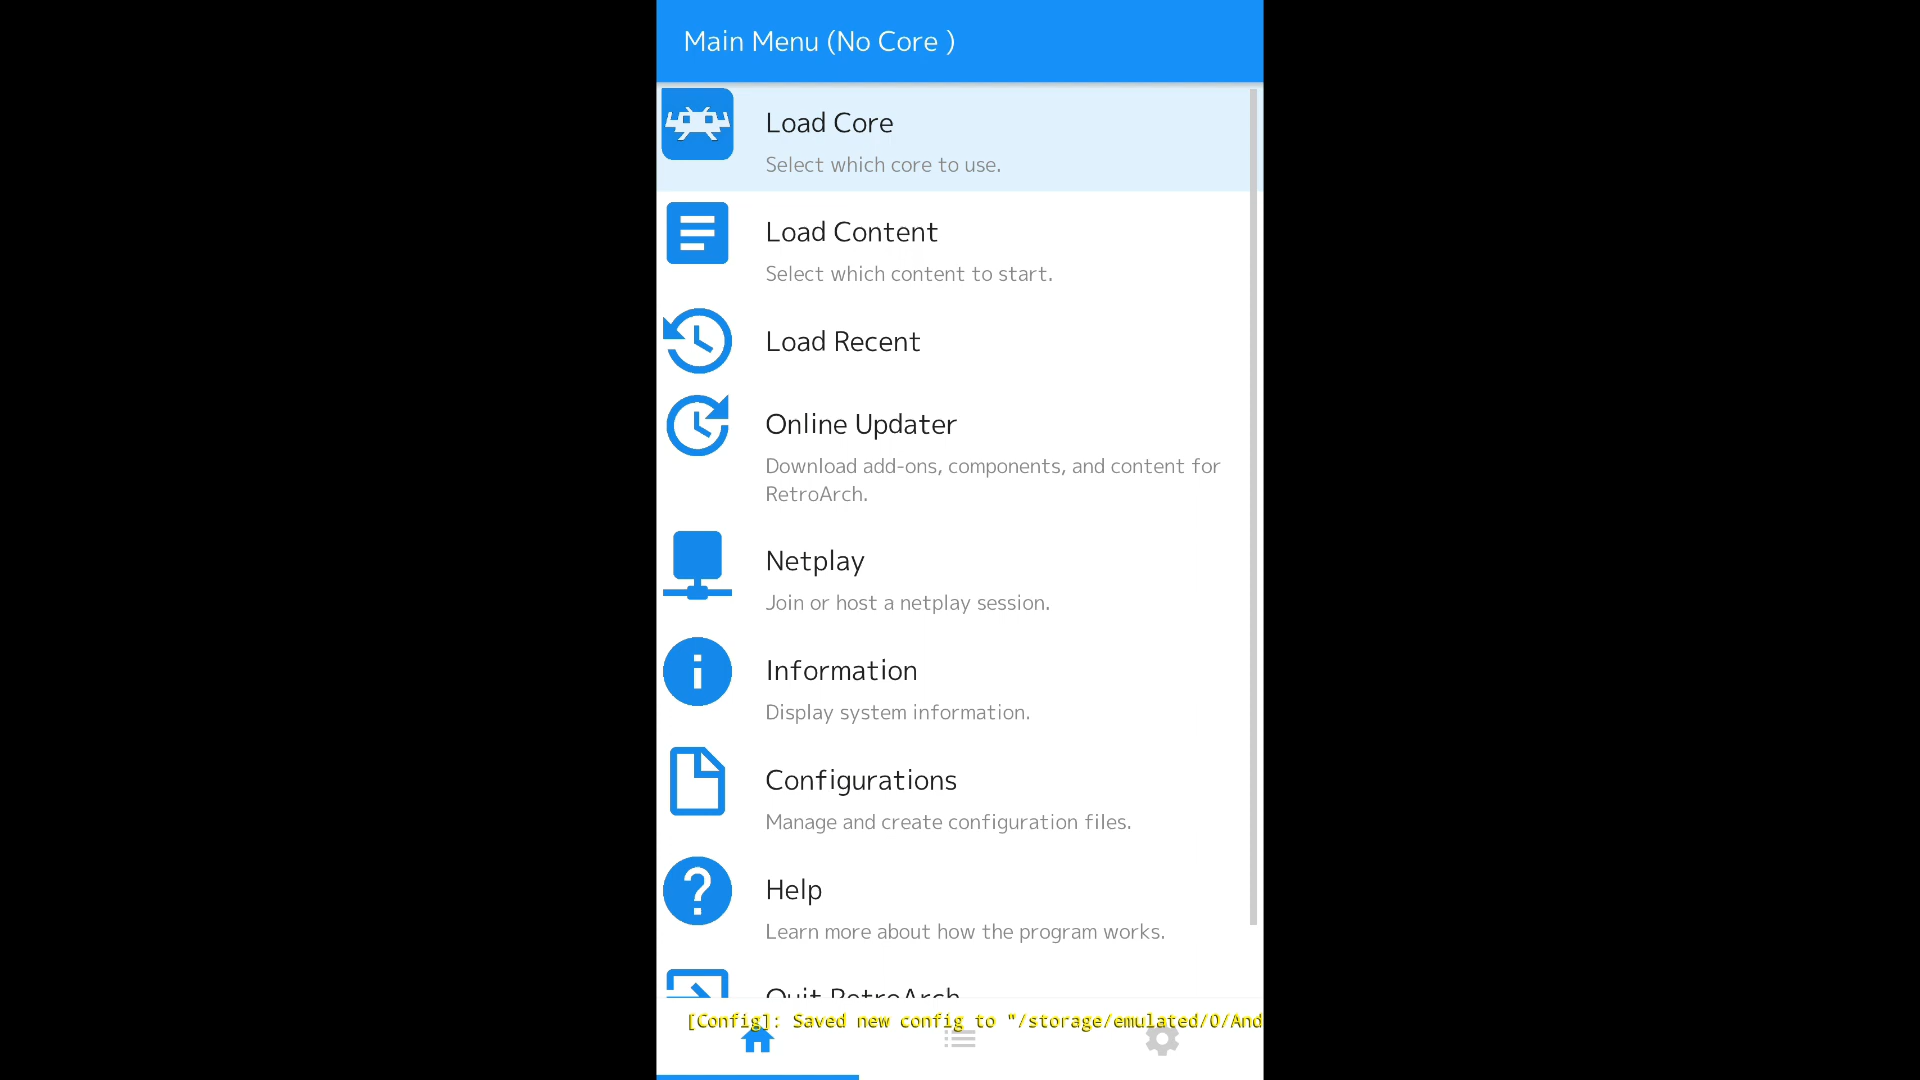 Main Menu (No Core )
Load Core
Select which core to use.
Load Content
Select which content to start.
Load Recent
Online Updater
Download add-ons, components, and content for
RetroArch.
Netplay
Join or host a netplay session.
Information
Display system information.
Configurations
Manage and create configuration files.
Help
Learn more about how the program works.
Quit RetroArch
[Config]: Saved new config to "/storage/emulated/0/And